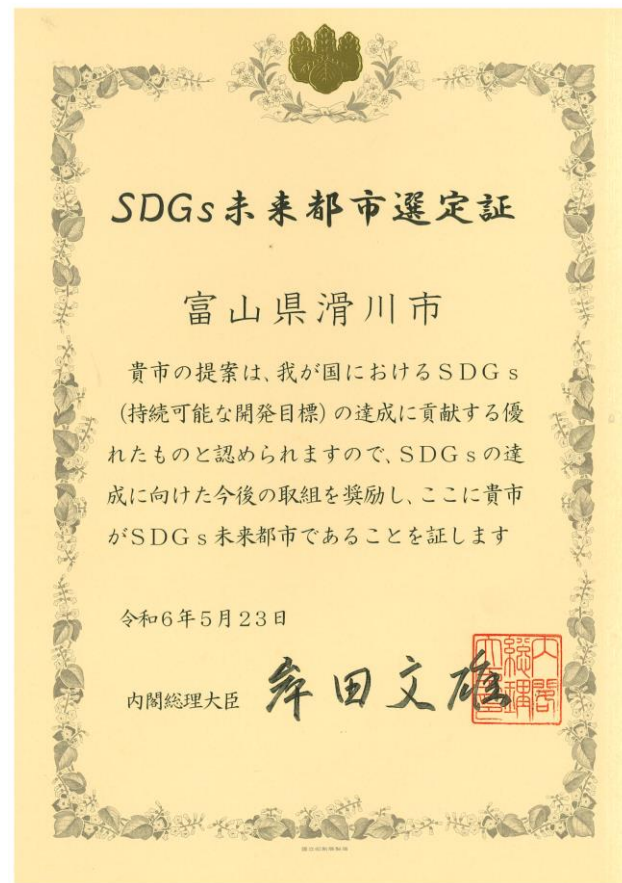 SDGs未来都市選定証
富山県滑川市
貴市の提案は、我が国におけるSDGs
(持続可能な開発目標)の達成に貢献する優
れたものと認められますので、SDGsの達
成に向けた今後の取組を奨励し、ここに貴市
がSDGs未来都市であることを証します
令和6年5月23日
内閣総理大臣 岸田文雄